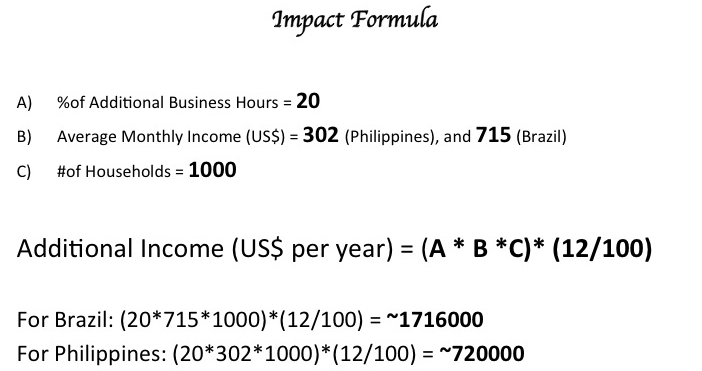 Impact Formula
A) %of Additional Business Hours = 20
B) Average Monthly Income (US$) = 302 (Philippines), and 715 (Brazil)
C) #of Households = 1000
Additional Income (US$ per year) = (A * B *C)* (12/100)
For Brazil: (20*715*1000)*(12/100) = ~1716000
For Philippines: (20*302*1000)*(12/100) = ~720000